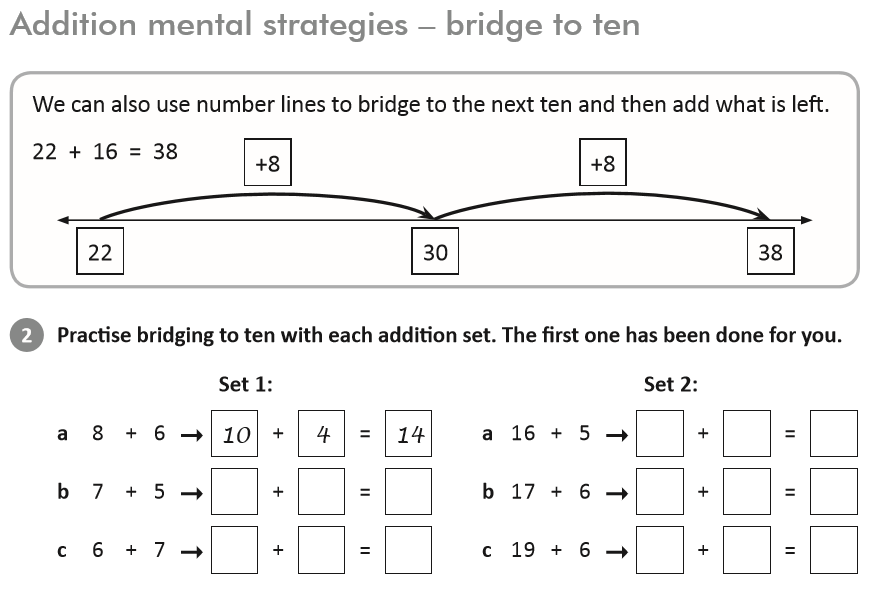 Addition mental strategies – bridge to ten
We can also use number lines to bridge to the next ten and then add what is left.
22 + 16 = 38
+8 +8
22 30 38
2 Practise bridging to ten with each addition set. The first one has been done for you.
Set 1: Set 2:
a 8 + 6 → 10 + 4 = 14 a 16 + 5 → + =
b 7 + 5 → + = b 17 + 6 → + =
c 6 + 7 → + = c 19 + 6 → + =